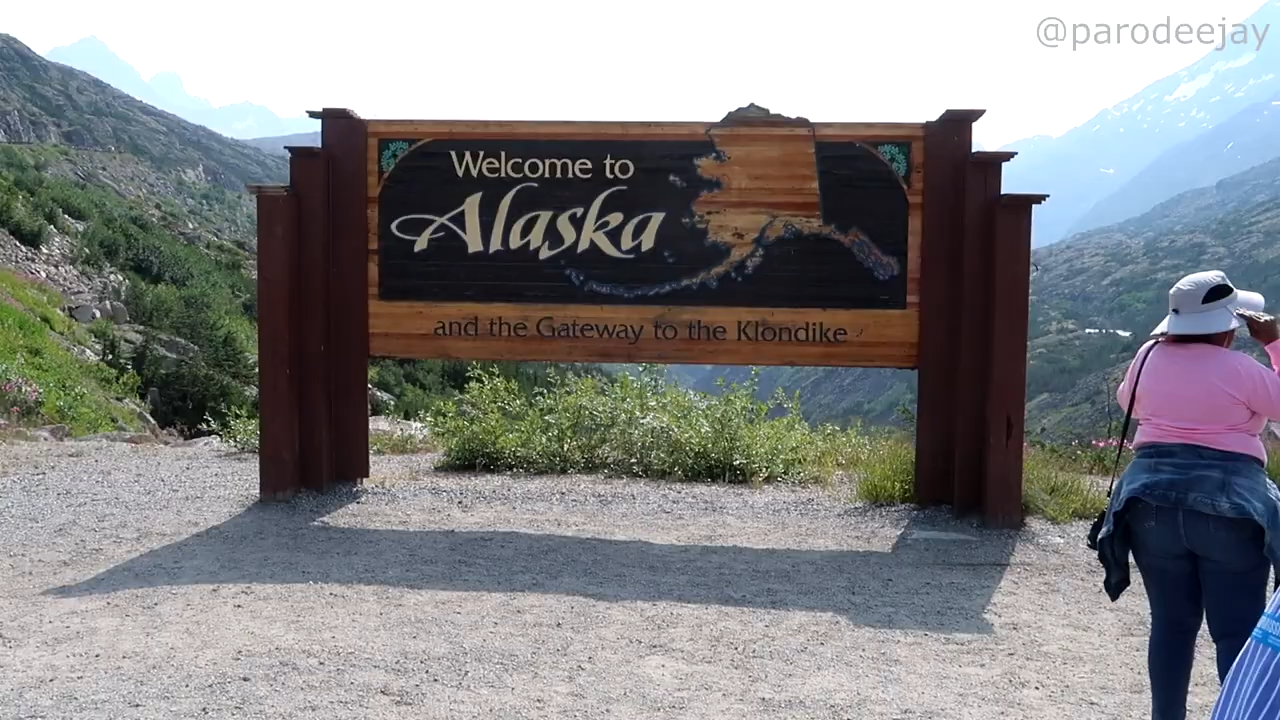 @parodeejay
Welcome to
Alaska
and the Gateway to the Klondike